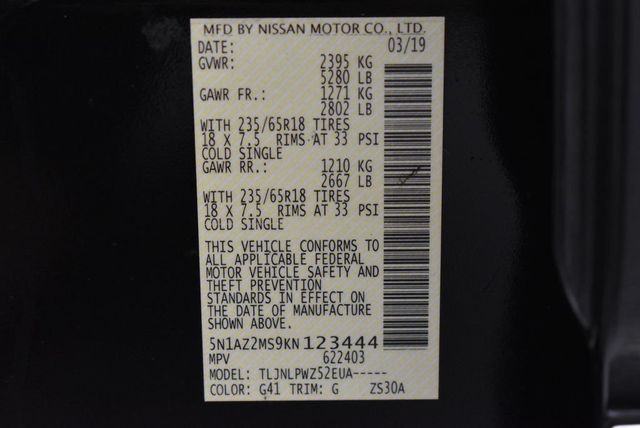 MFD BY NISSAN MOTOR CO., LTD.
DATE: 03/19
GVWR: 2395 KG
5280 LB
GAWR FR.: 1271 KG
2802 LB
WITH 235/65R18 TIRES
18 X 7.5 RIMS AT 33 PSI
COLD SINGLE
GAWR RR.: 1210 KG
2667 LB
WITH 235/65R18 TIRES
18 X 7.5 RIMS AT 33 PSI
COLD SINGLE
THIS VEHICLE CONFORMS TO
ALL APPLICABLE FEDERAL
MOTOR VEHICLE SAFETY AND
THEFT PREVENTION
STANDARDS IN EFFECT ON
THE DATE OF MANUFACTURE
SHOWN ABOVE.
5N1AZ2MS9KN123444
MPV 622403
MODEL: TLJNLPWZ52EUA-----
COLOR: G41 TRIM: G ZS30A